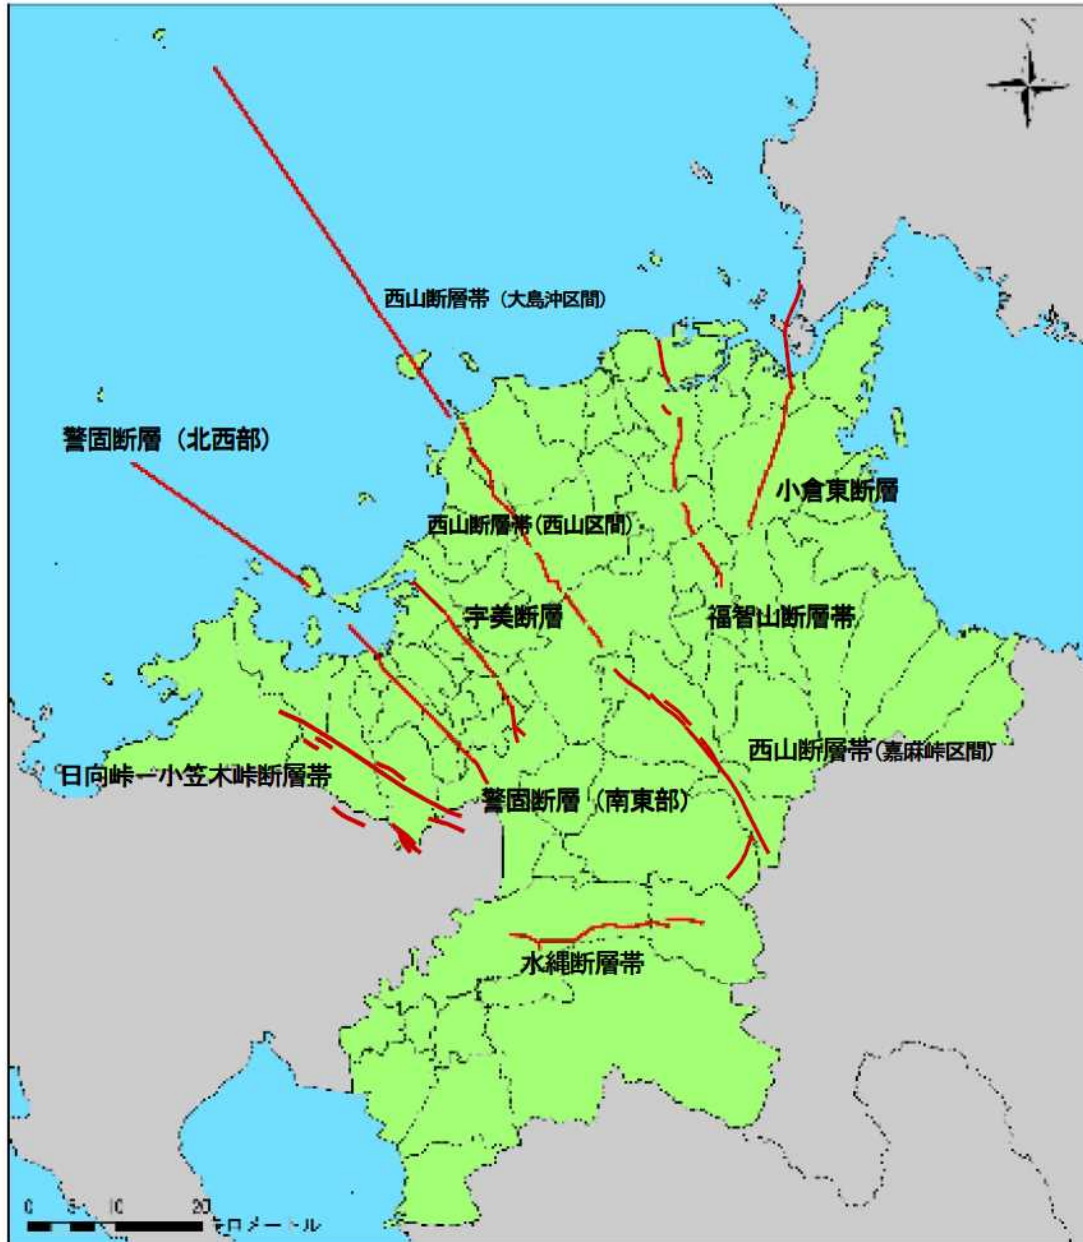 西山断層帯（大島沖区間）
警固断層（北西部）
小倉東断層
西山断層帯(西山区間)
宇美断層
福智山断層帯
西山断層帯(嘉麻峠区間)
日向峠ー小笠木峠断層帯
警固断層（南東部）
水縄断層帯
0 5 10 20
キロメートル